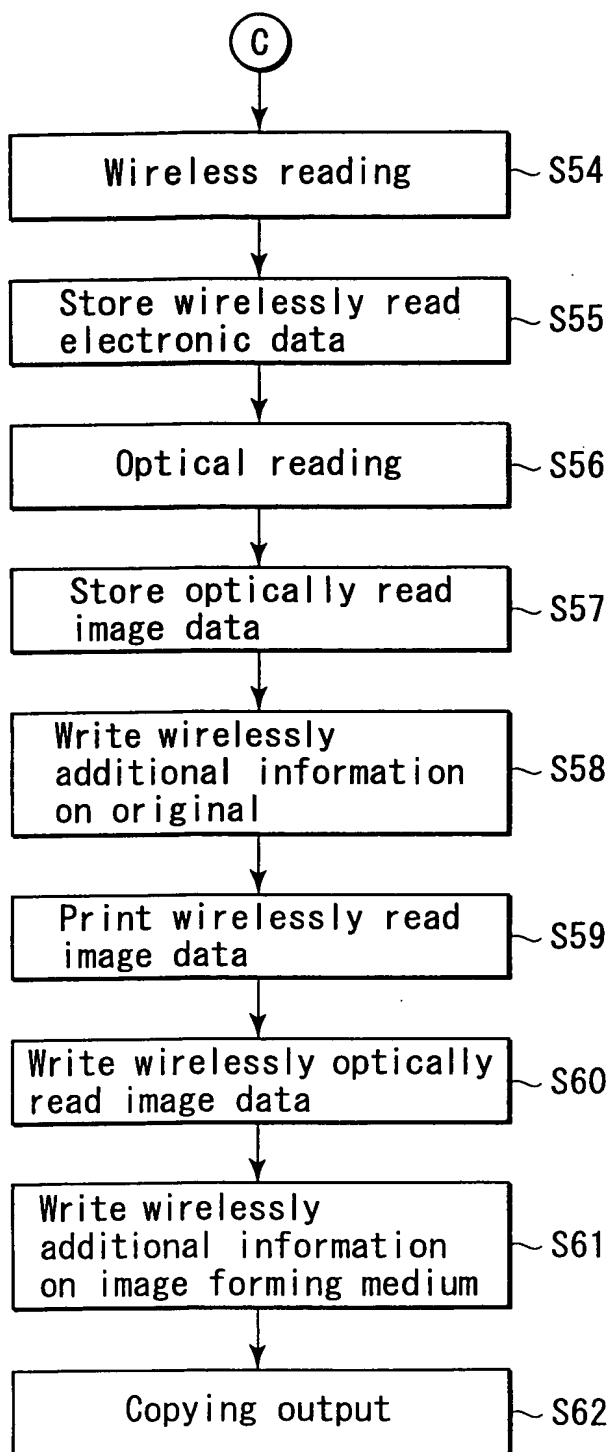 C
Wireless reading
S54
Store wirelessly read
electronic data
S55
Optical reading
S56
Store optically read
image data
S57
Write wirelessly
additional information
on original
S58
Print wirelessly read
image data
S59
Write wirelessly optically
read image data
S60
Write wirelessly
additional information
on image forming medium
S61
Copying output
S62